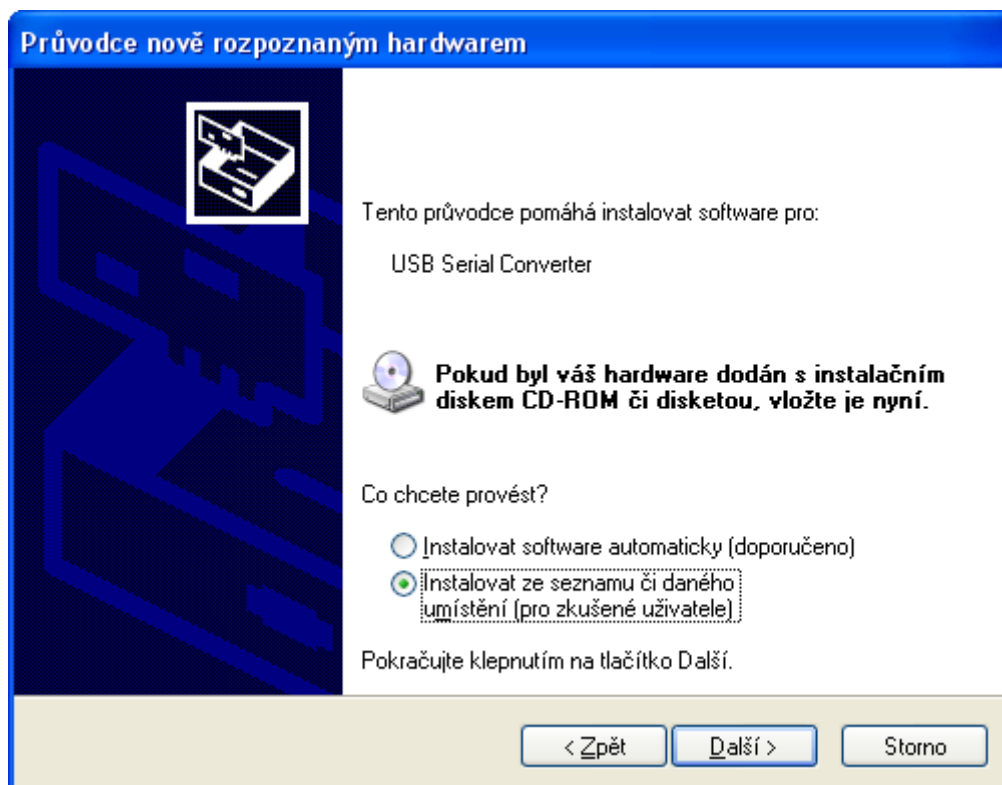 Průvodce nově rozpoznaným hardwarem
Tento průvodce pomáhá instalovat software pro:
USB Serial Converter
Pokud byl váš hardware dodán s instalačním
diskem CD-ROM či disketou, vložte je nyní.
Co chcete provést?
Instalovat software automaticky (doporučeno)
Instalovat ze seznamu či daného
umístění (pro zkušené uživatele)
Pokračujte klepnutím na tlačítko Další.
< Zpět
Další >
Storno